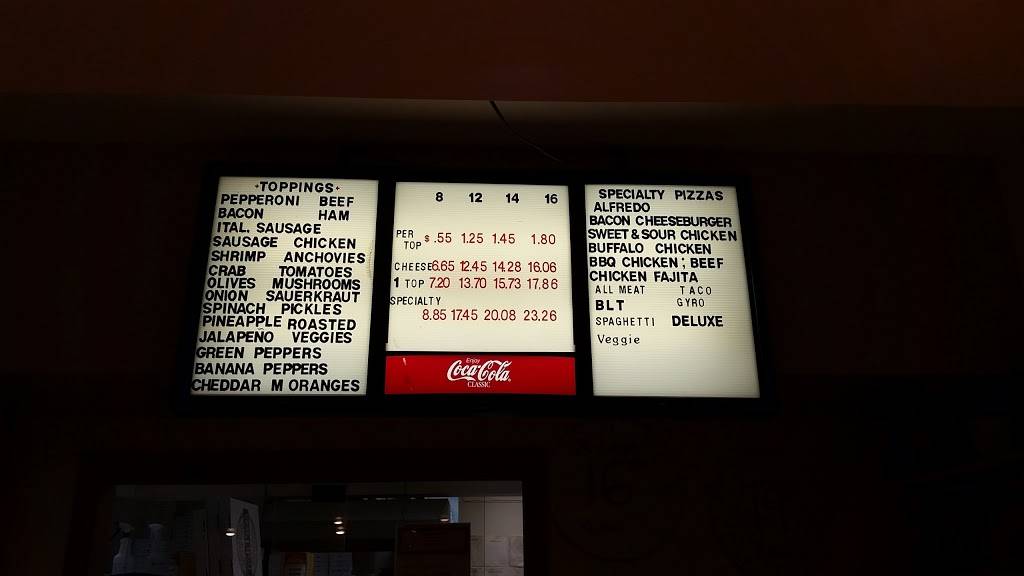 +TOPPINGS+
PEPPERONI BEEF
BACON HAM
ITAL. SAUSAGE
SAUSAGE CHICKEN
SHRIMP ANCHOVIES
CRAB TOMATOES
OLIVES MUSHROOMS
ONION SAUERKRAUT
SPINACH PICKLES
PINEAPPLE ROASTED
JALAPEÑO VEGGIES
GREEN PEPPERS
BANANA PEPPERS
CHEDDAR M ORANGES
8 12 14 16
PER
TOP $ .55 1.25 1.45 1.80
CHEESE 6.65 12.45 14.28 16.06
1 TOP 7.20 13.70 15.73 17.86
SPECIALTY
8.85 17.45 20.08 23.26
Enjoy
Coca-Cola
CLASSIC
SPECIALTY PIZZAS
ALFREDO
BACON CHEESEBURGER
SWEET & SOUR CHICKEN
BUFFALO CHICKEN
BBQ CHICKEN ; BEEF
CHICKEN FAJITA
ALL MEAT TACO
BLT GYRO
SPAGHETTI DELUXE
Veggie